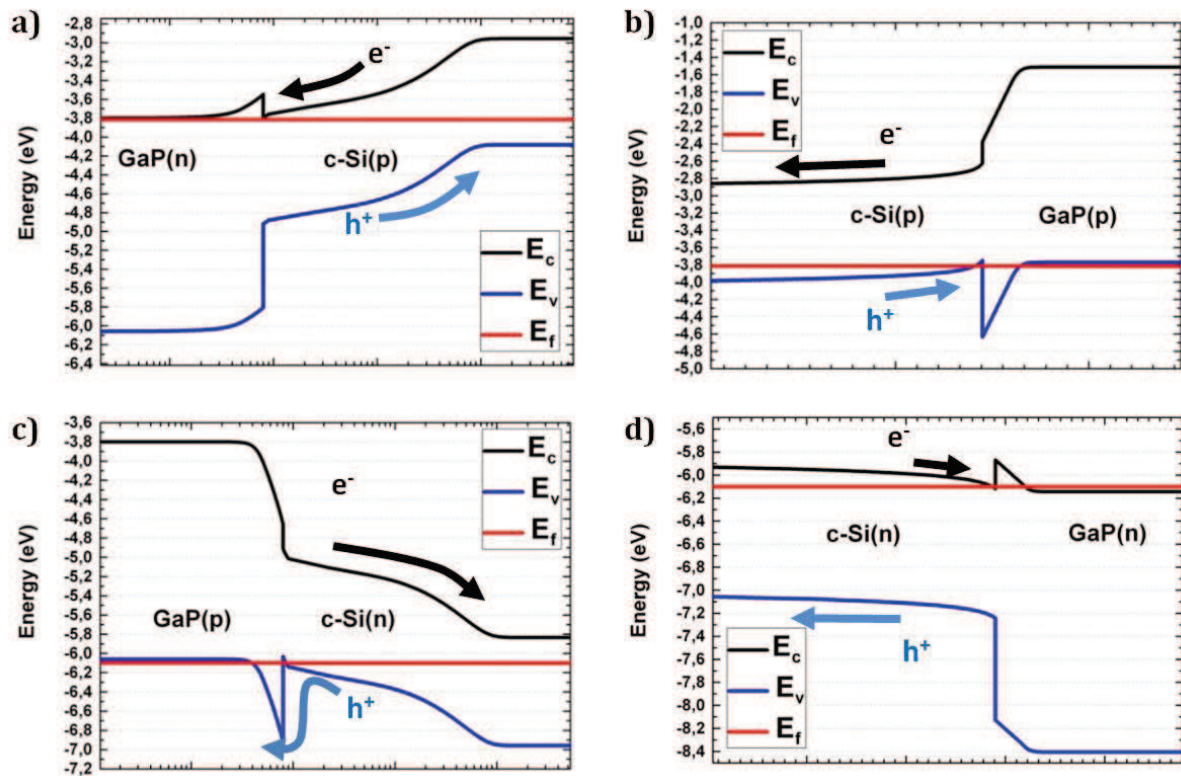 a)
Energy (eV)
-2,8
-3,0
-3,2
-3,4
-3,6
-3,8
-4,0
-4,2
-4,4
-4,6
-4,8
-5,0
-5,2
-5,4
-5,6
-5,8
-6,0
-6,2
-6,4
e-
GaP(n)
c-Si(p)
h+
Ec
Ev
Ef
b)
Energy (eV)
-1,0
-1,2
-1,4
-1,6
-1,8
-2,0
-2,2
-2,4
-2,6
-2,8
-3,0
-3,2
-3,4
-3,6
-3,8
-4,0
-4,2
-4,4
-4,6
-4,8
-5,0
Ec
Ev
Ef
e-
c-Si(p)
GaP(p)
h+
c)
Energy (eV)
-3,6
-3,8
-4,0
-4,2
-4,4
-4,6
-4,8
-5,0
-5,2
-5,4
-5,6
-5,8
-6,0
-6,2
-6,4
-6,6
-6,8
-7,0
-7,2
Ec
Ev
Ef
e-
GaP(p)
c-Si(n)
h+
d)
Energy (eV)
-5,6
-5,8
-6,0
-6,2
-6,4
-6,6
-6,8
-7,0
-7,2
-7,4
-7,6
-7,8
-8,0
-8,2
-8,4
e-
c-Si(n)
GaP(n)
h+
Ec
Ev
Ef